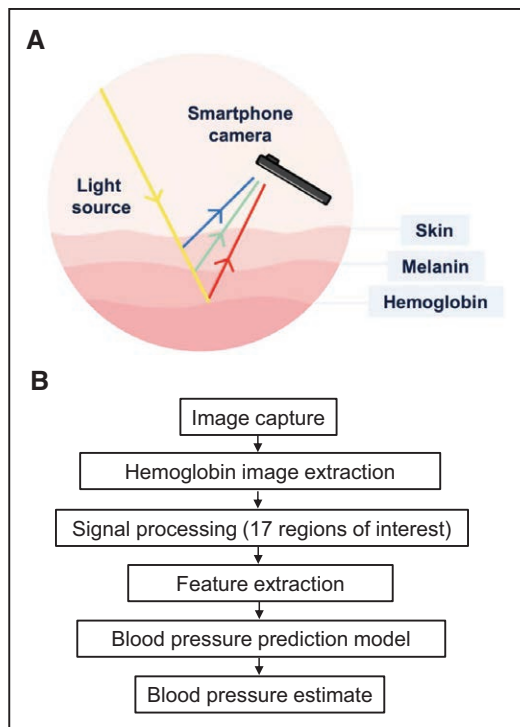 A
Smartphone
camera
Light
source
Skin
Melanin
Hemoglobin
B
Image capture
Hemoglobin image extraction
Signal processing (17 regions of interest)
Feature extraction
Blood pressure prediction model
Blood pressure estimate